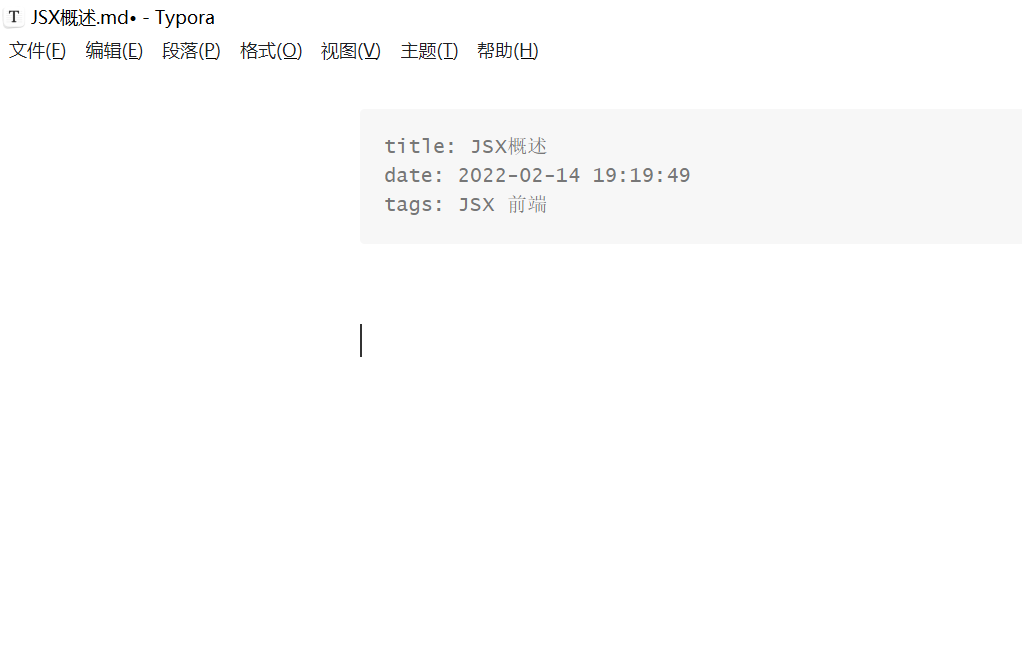 T JSX概述.md• - Typora
文件(F) 编辑(E) 段落(P) 格式(O) 视图(V) 主题(T) 帮助(H)
title: JSX概述
date: 2022-02-14 19:19:49
tags: JSX 前端